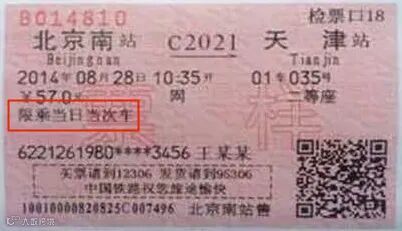 B014810 检票口18
北京南站 C2021 天津站
Beijingnan Tianjin
2014年08月28日 10:35开 01车035号
¥57.0元 网 二等座
限乘当日当次车
票样
6221261980****3456 王某某
买票请到12306 发货请到95306
中国铁路祝您旅途愉快
10010000820825C007496 北京南站售